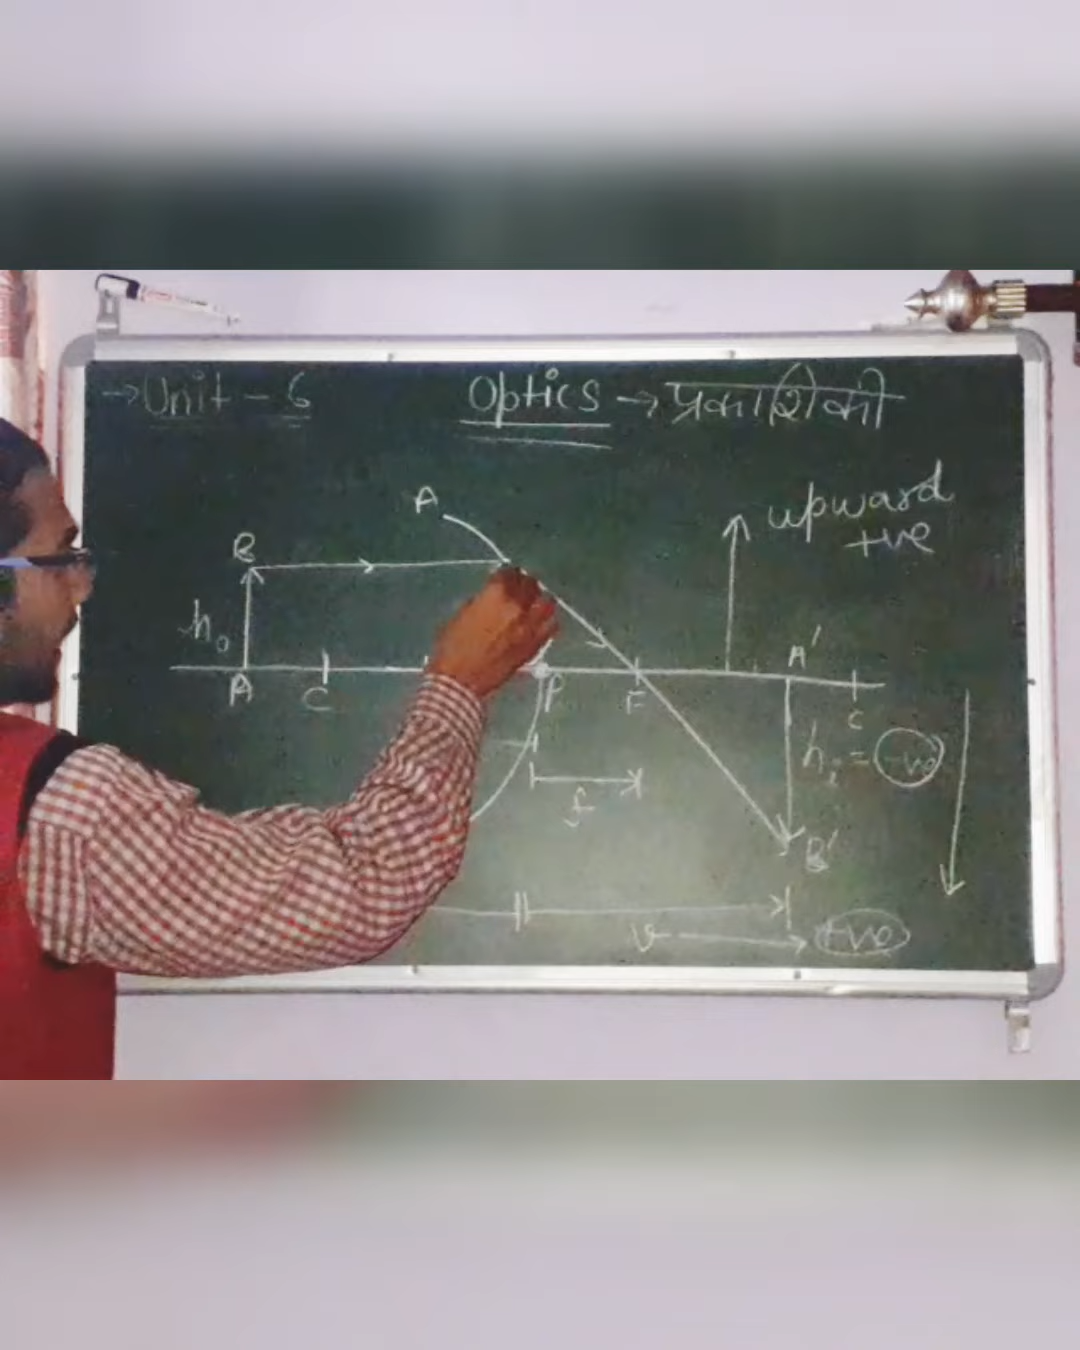 → Unit - 6 Optics → प्रकाशिकी
A
upward
+ve
B
h₀
A'
A C P F C
hᵢ = -ve
f
B'
v → +ve